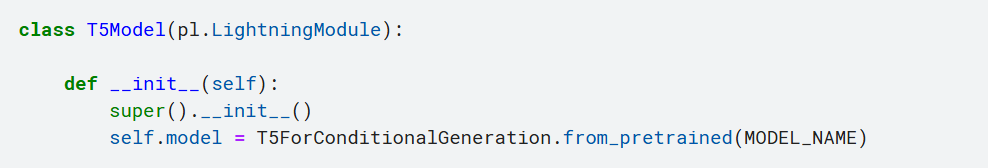 class T5Model(pl.LightningModule):
    def __init__(self):
        super().__init__()
        self.model = T5ForConditionalGeneration.from_pretrained(MODEL_NAME)